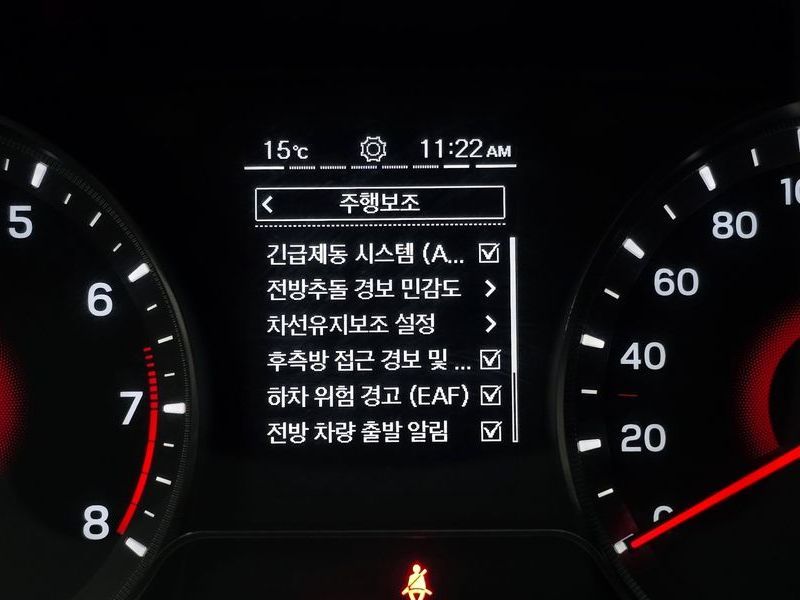 15℃ 11:22 AM
주행보조
긴급제동 시스템 (A...
전방추돌 경보 민감도
차선유지보조 설정
후측방 접근 경보 및 ...
하차 위험 경고 (EAF)
전방 차량 출발 알림
5
6
7
8
80
60
40
20
0